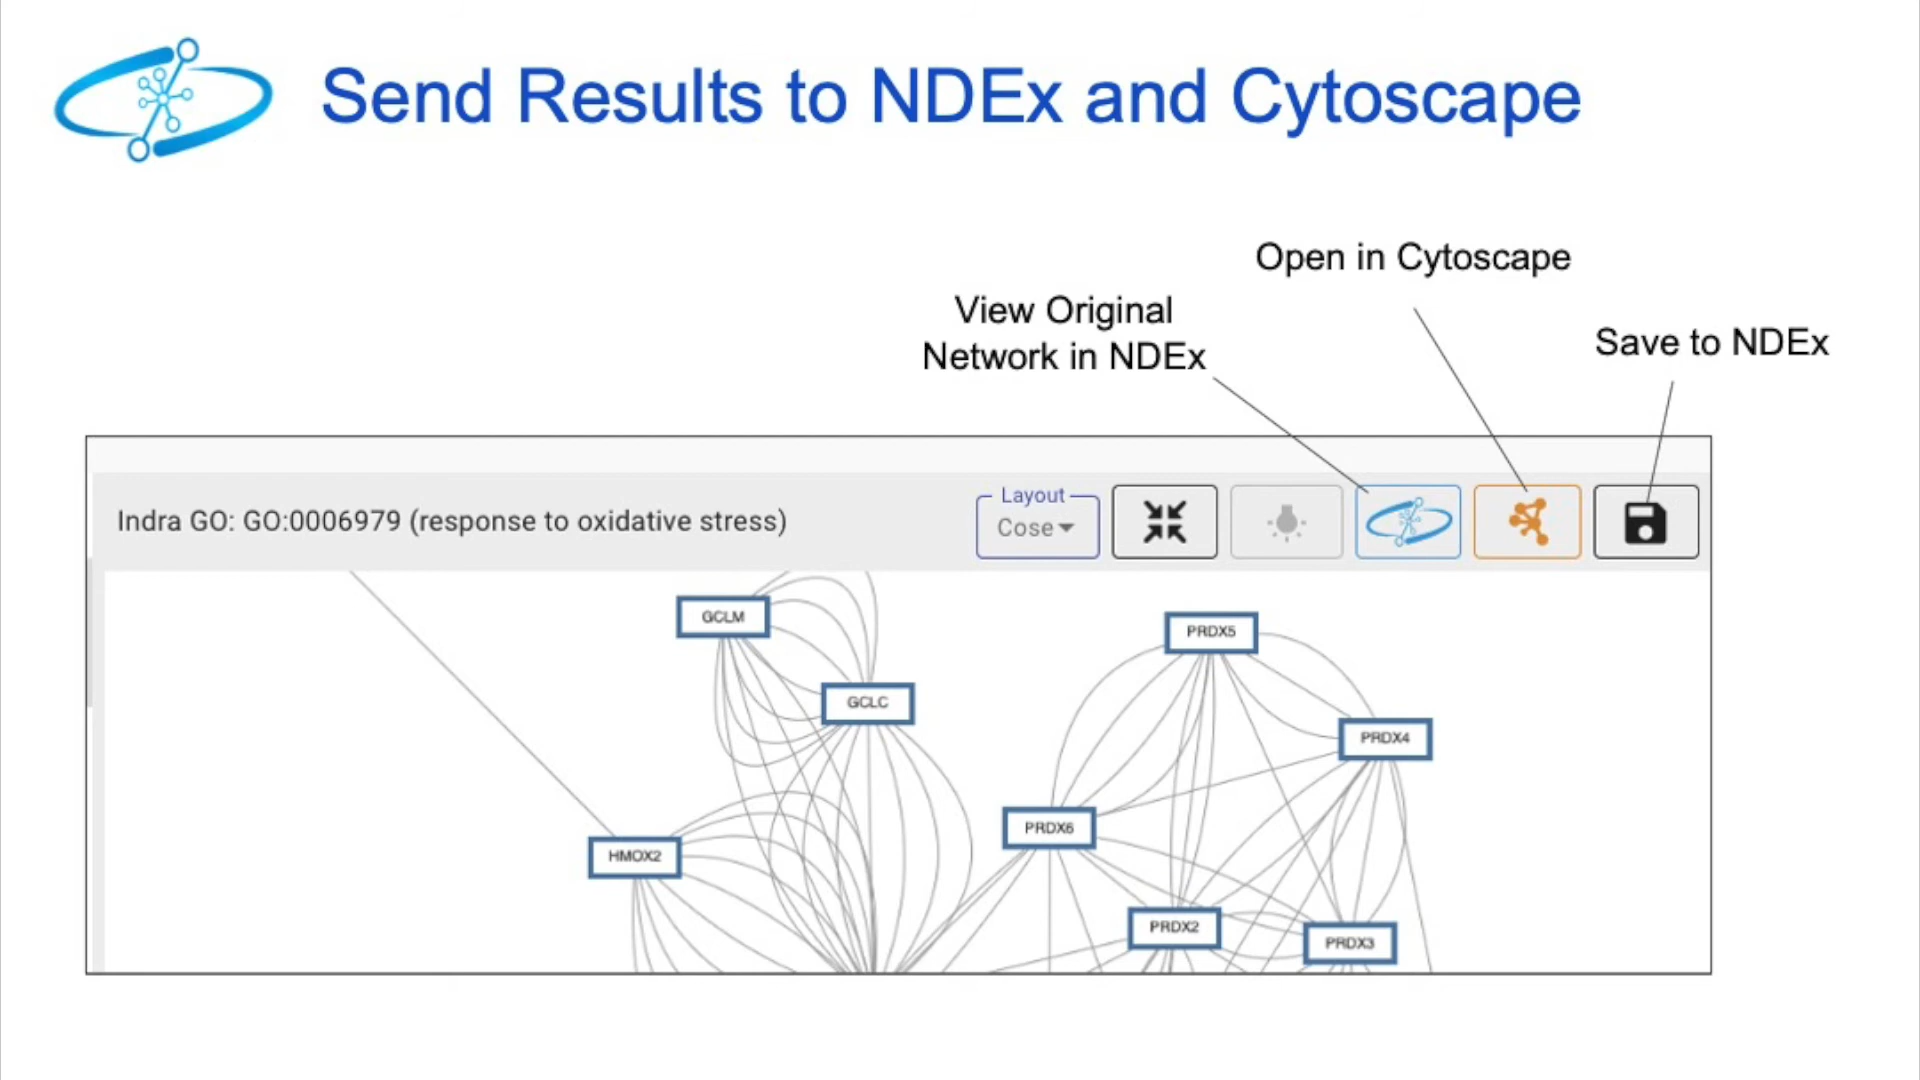 Send Results to NDEx and Cytoscape
Open in Cytoscape
View Original
Network in NDEx
Save to NDEx
Indra GO: GO:0006979 (response to oxidative stress)
Layout
Cose
GCLM
PRDX5
GCLC
PRDX4
PRDX6
HMOX2
PRDX2
PRDX3